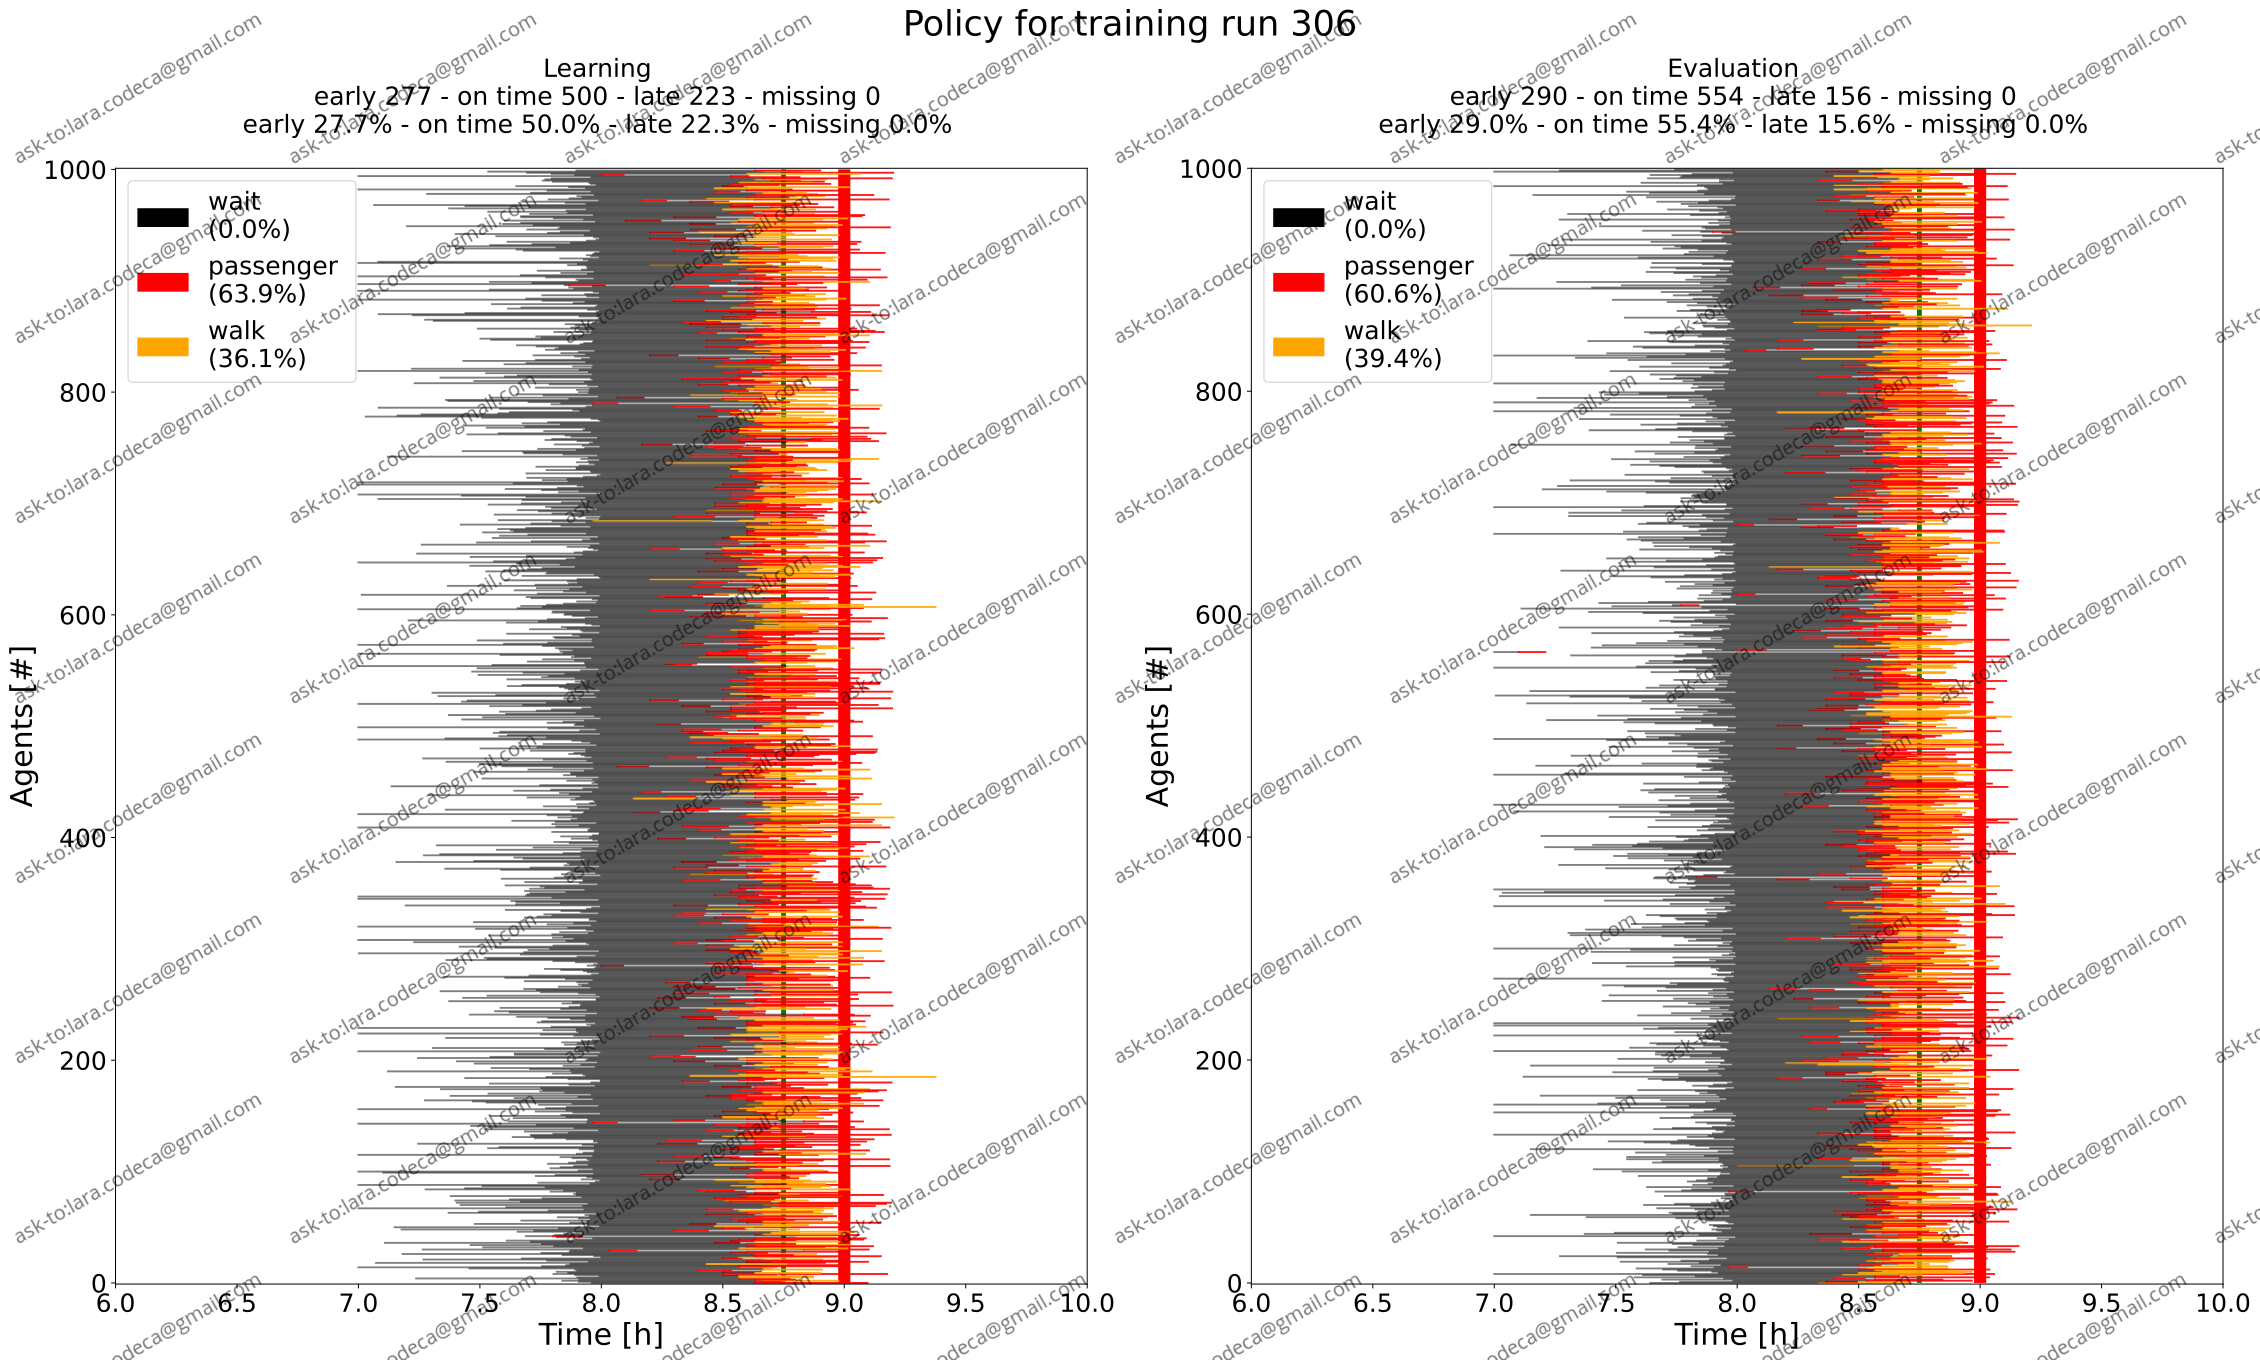 Policy for training run 306
Learning
early 277 - on time 500 - late 223 - missing 0
early 27.7% - on time 50.0% - late 22.3% - missing 0.0%
Evaluation
early 290 - on time 554 - late 156 - missing 0
early 29.0% - on time 55.4% - late 15.6% - missing 0.0%
wait
(0.0%)
passenger
(63.9%)
walk
(36.1%)
wait
(0.0%)
passenger
(60.6%)
walk
(39.4%)
Agents [#]
1000
800
600
400
200
0
6.0 6.5 7.0 7.5 8.0 8.5 9.0 9.5 10.0
Time [h]
Agents [#]
1000
800
600
400
200
0
6.0 6.5 7.0 7.5 8.0 8.5 9.0 9.5 10.0
Time [h]
ask-to:lara.codeca@gmail.com